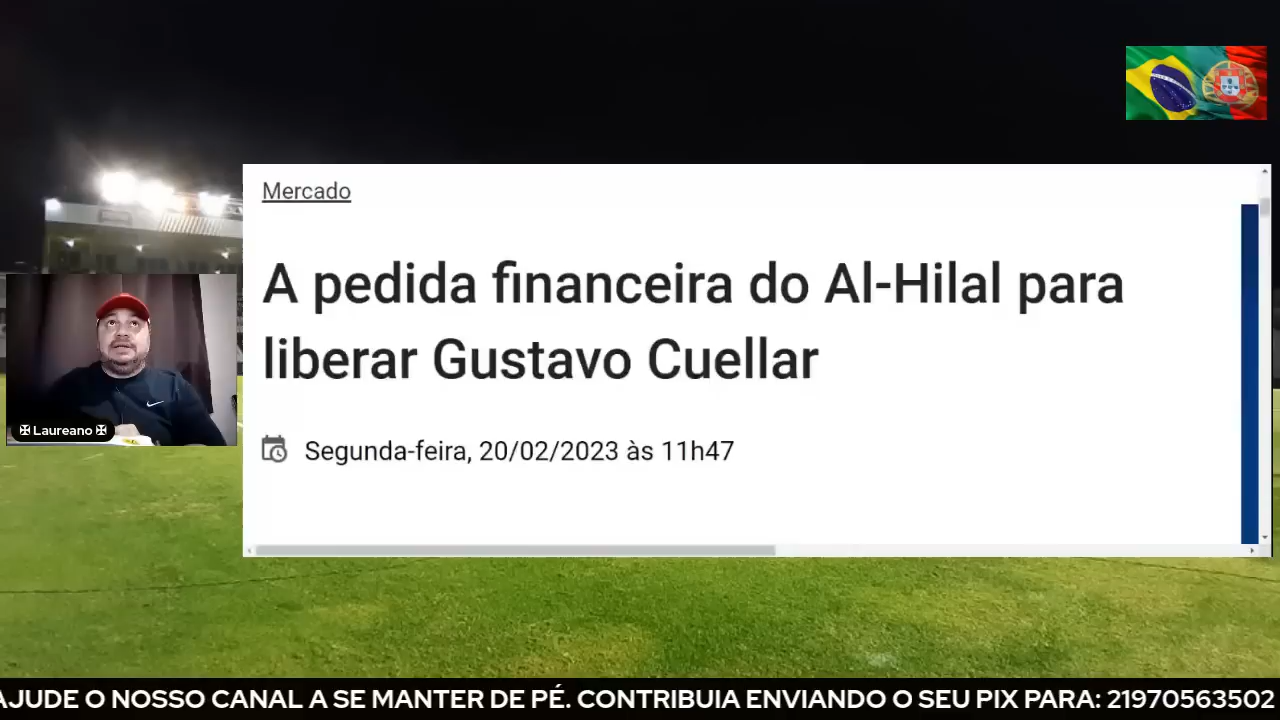 Mercado
A pedida financeira do Al-Hilal para
liberar Gustavo Cuellar
Segunda-feira, 20/02/2023 às 11h47
✠ Laureano ✠
AJUDE O NOSSO CANAL A SE MANTER DE PÉ. CONTRIBUIA ENVIANDO O SEU PIX PARA: 21970563502